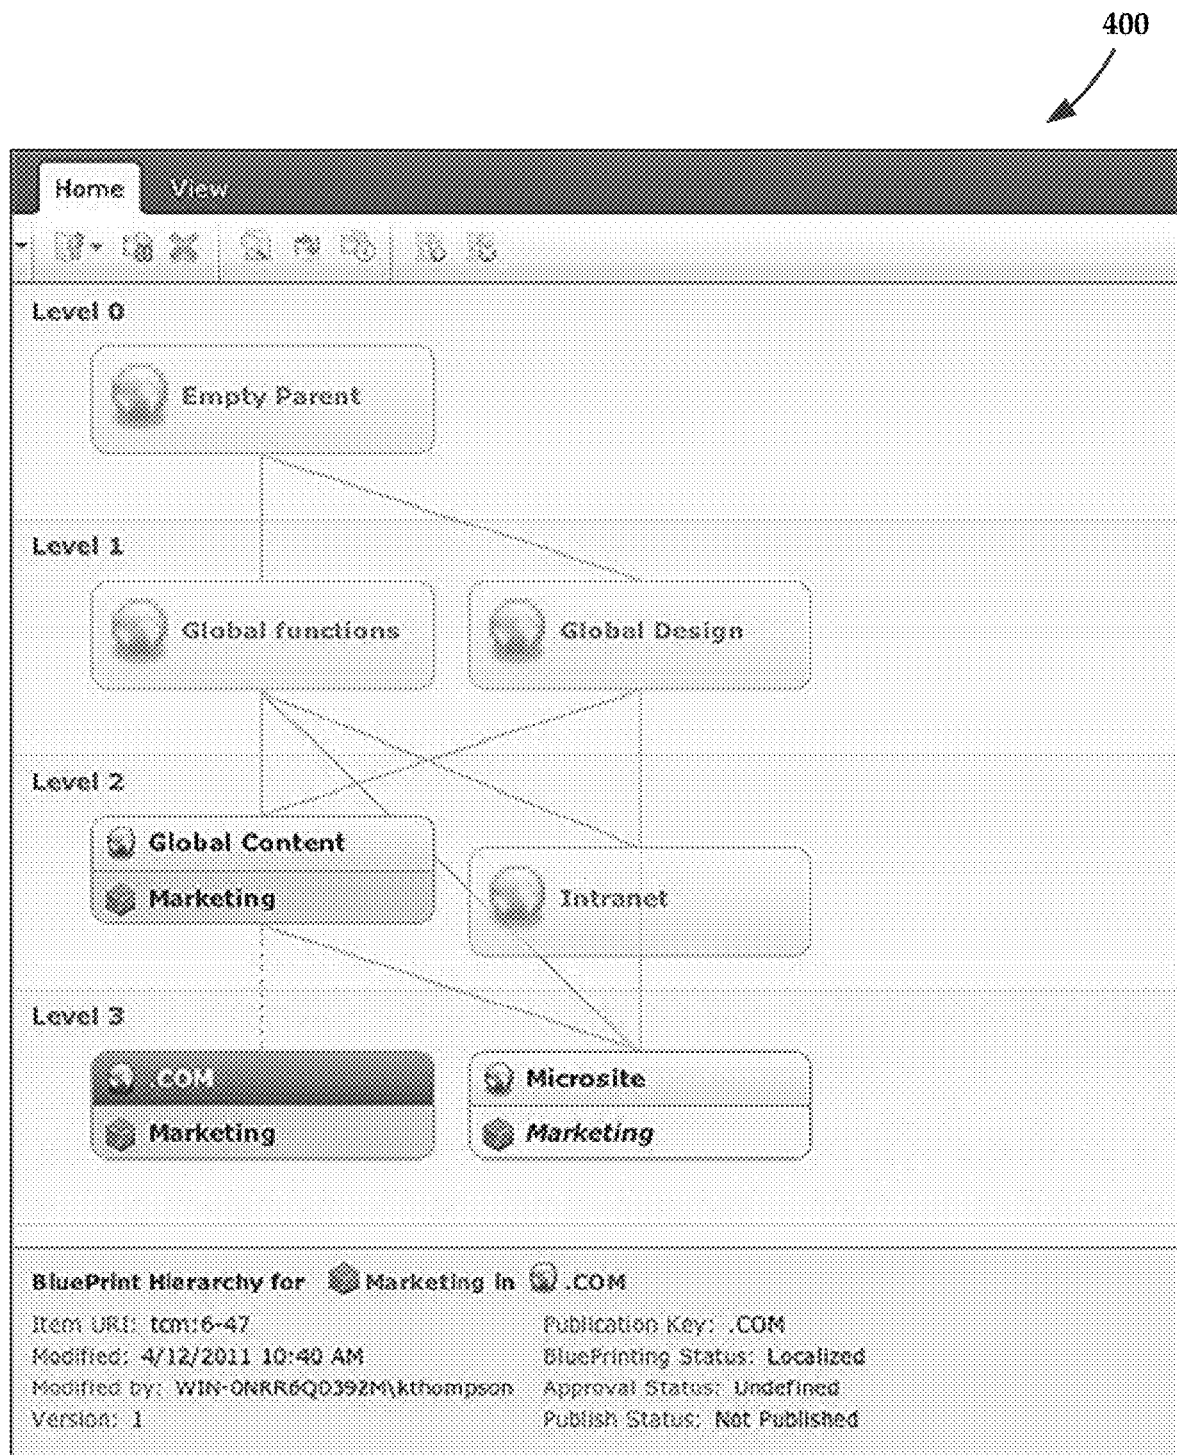 400
Home View
Level 0
Empty Parent
Level 1
Global functions Global Design
Level 2
Global Content
Marketing Intranet
Level 3
.COM Microsite
Marketing Marketing
BluePrint Hierarchy for Marketing in .COM
Item URI: tcm:6-47 Publication Key: .COM
Modified: 4/12/2011 10:40 AM BluePrinting Status: Localized
Modified by: WIN-0NRR6QD392M\kthompson Approval Status: Undefined
Version: 1 Publish Status: Not Published